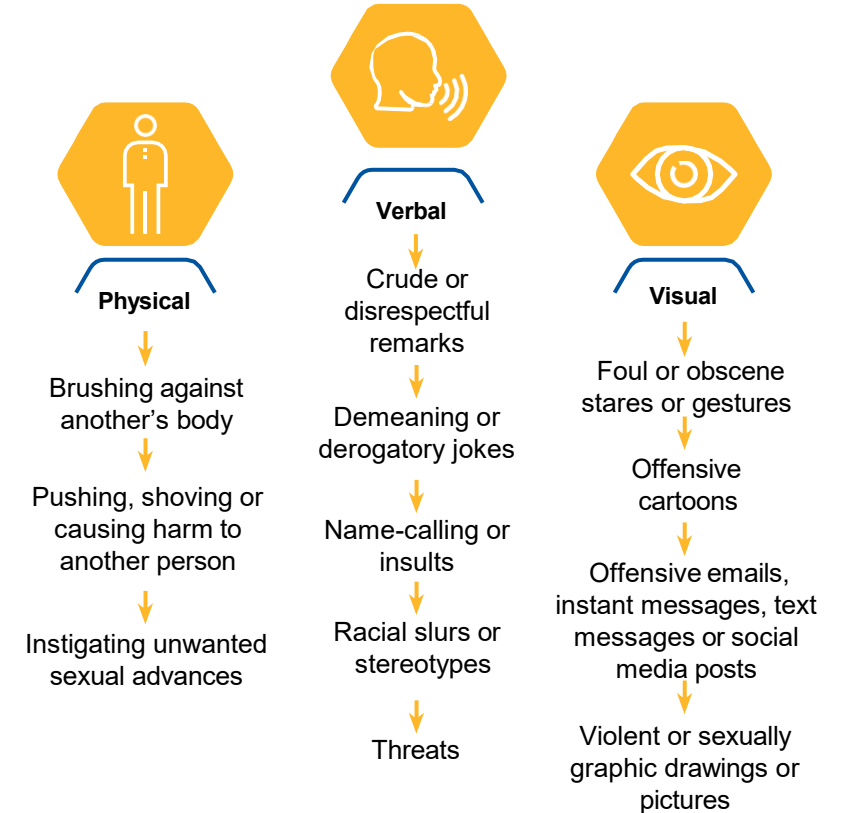 Physical
Brushing against
another’s body
Pushing, shoving or
causing harm to
another person
Instigating unwanted
sexual advances
Verbal
Crude or
disrespectful
remarks
Demeaning or
derogatory jokes
Name-calling or
insults
Racial slurs or
stereotypes
Threats
Visual
Foul or obscene
stares or gestures
Offensive
cartoons
Offensive emails,
instant messages, text
messages or social
media posts
Violent or sexually
graphic drawings or
pictures